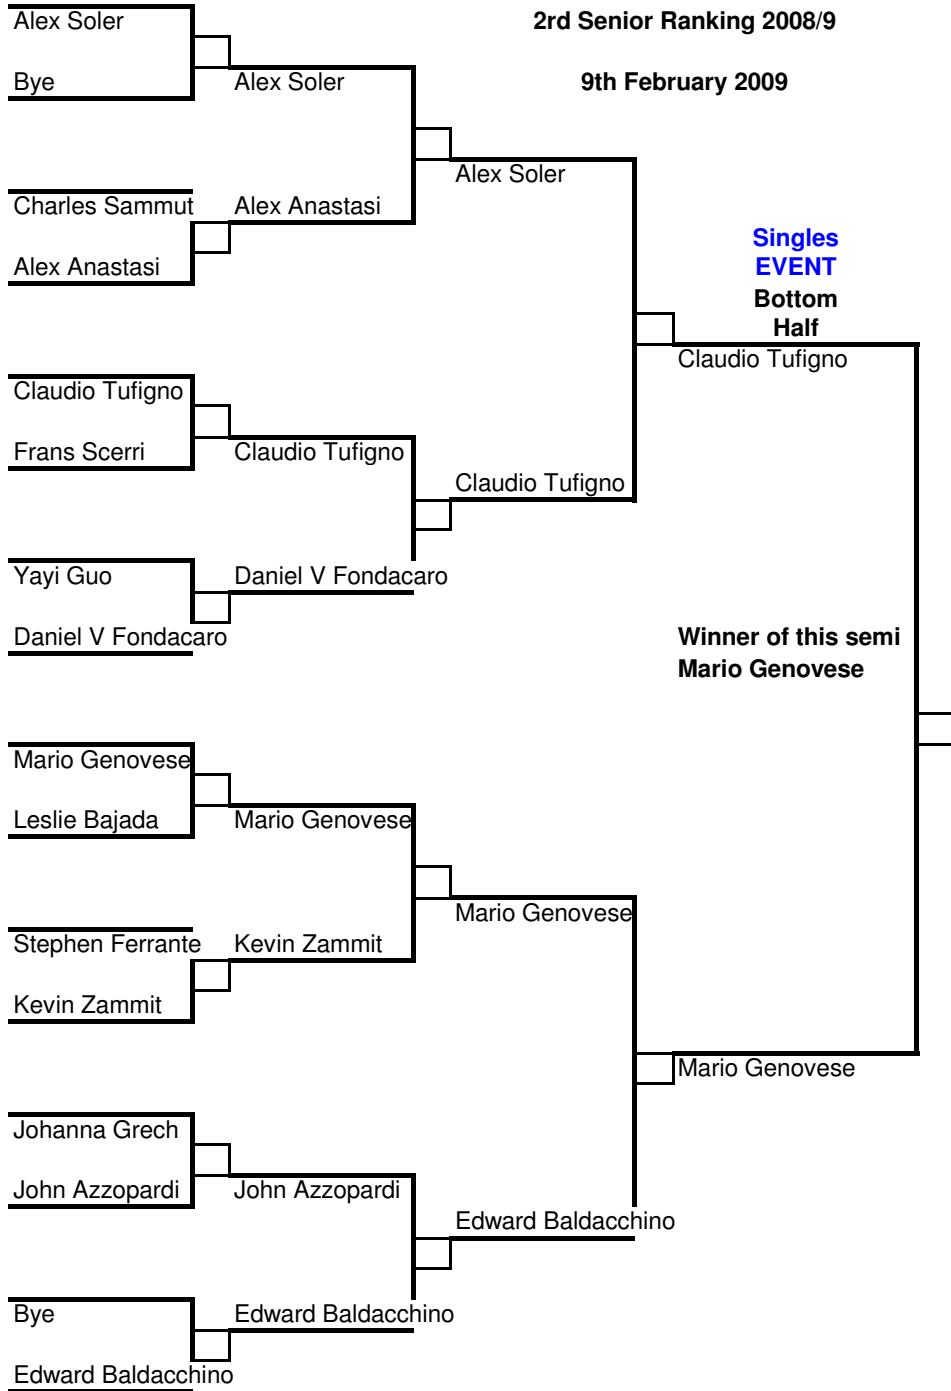 Alex Soler
2rd Senior Ranking 2008/9
Bye
Alex Soler
9th February 2009
Alex Soler
Charles Sammut
Alex Anastasi
Singles
EVENT
Alex Anastasi
Bottom
Half
Claudio Tufigno
Claudio Tufigno
Frans Scerri
Claudio Tufigno
Claudio Tufigno
Yayi Guo
Daniel V Fondacaro
Daniel V Fondacaro
Winner of this semi
Mario Genovese
Mario Genovese
Leslie Bajada
Mario Genovese
Mario Genovese
Stephen Ferrante
Kevin Zammit
Kevin Zammit
Mario Genovese
Johanna Grech
John Azzopardi
John Azzopardi
Edward Baldacchino
Bye
Edward Baldacchino
Edward Baldacchino